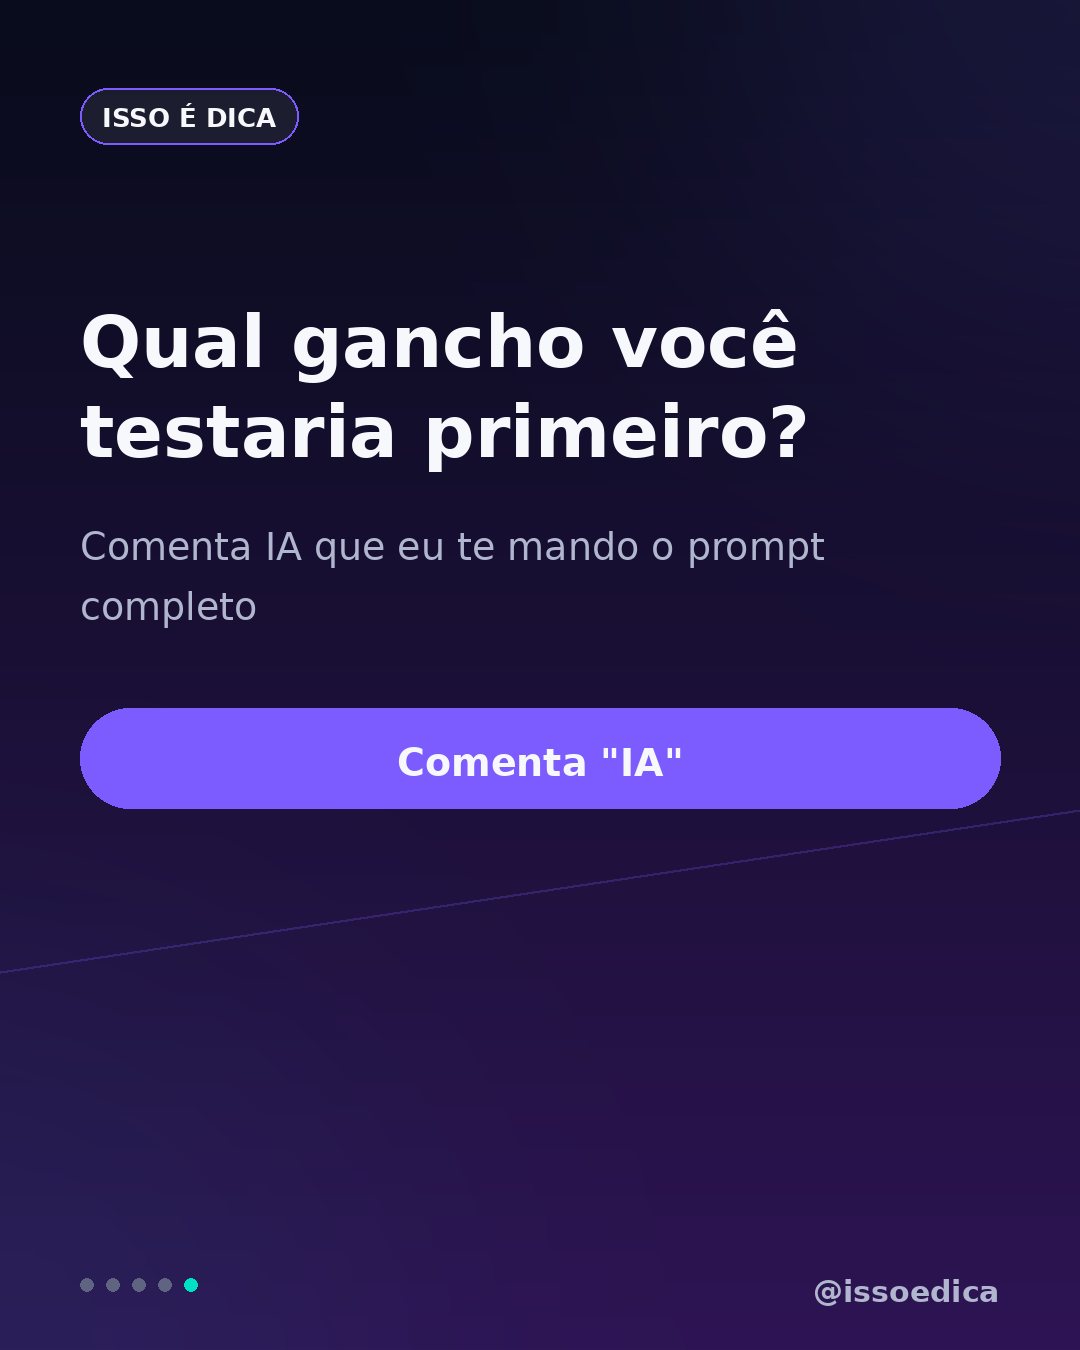 ISSO É DICA
Qual gancho você
testaria primeiro?
Comenta IA que eu te mando o prompt
completo
Comenta "IA"
@issoedica